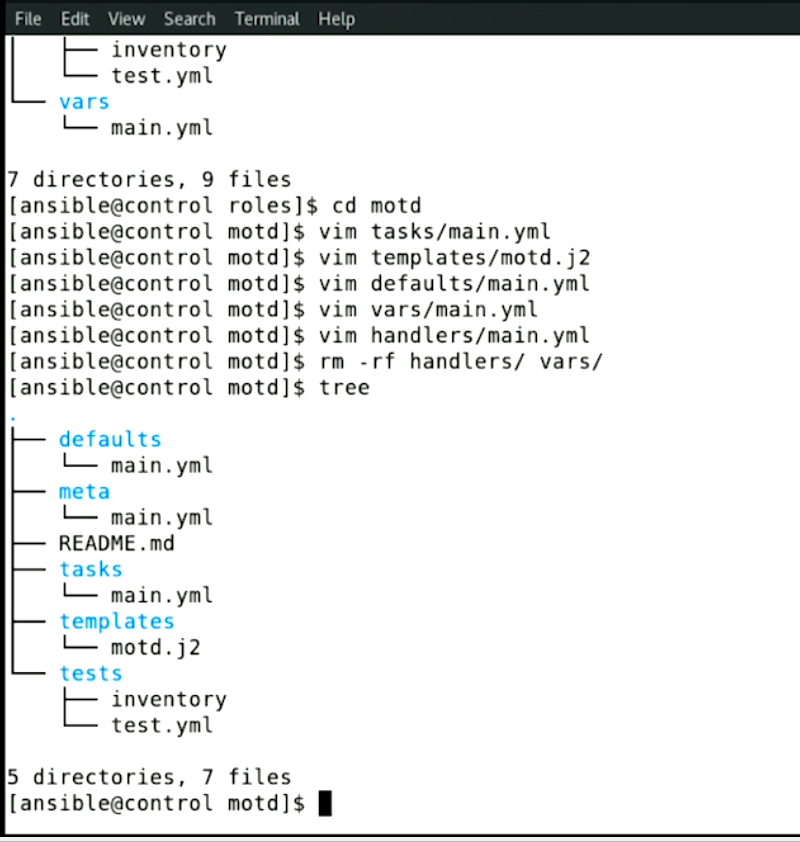 File Edit View Search Terminal Help
│   ├── inventory
│   └── test.yml
└── vars
    └── main.yml
7 directories, 9 files
[ansible@control roles]$ cd motd
[ansible@control motd]$ vim tasks/main.yml
[ansible@control motd]$ vim templates/motd.j2
[ansible@control motd]$ vim defaults/main.yml
[ansible@control motd]$ vim vars/main.yml
[ansible@control motd]$ vim handlers/main.yml
[ansible@control motd]$ rm -rf handlers/ vars/
[ansible@control motd]$ tree
.
├── defaults
│   └── main.yml
├── meta
│   └── main.yml
├── README.md
├── tasks
│   └── main.yml
├── templates
│   └── motd.j2
└── tests
    ├── inventory
    └── test.yml
5 directories, 7 files
[ansible@control motd]$